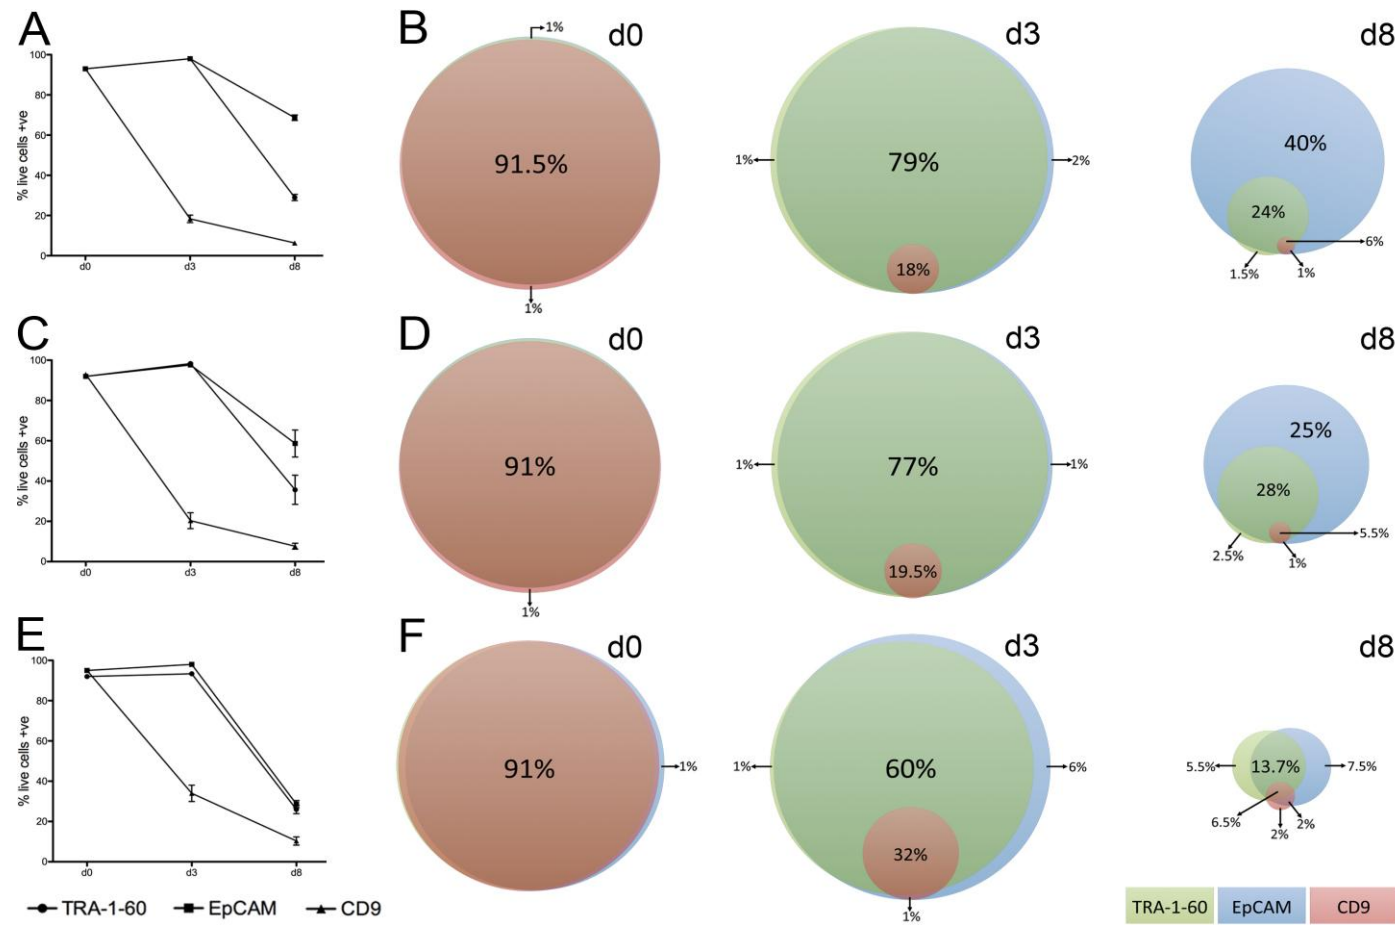 A
% live cells +ve
100
80
60
40
20
0
d0
d3
d8
B
d0
1%
91.5%
1%
d3
1%
79%
2%
18%
d8
40%
24%
6%
1.5%
1%
C
% live cells +ve
100
80
60
40
20
0
d0
d3
d8
D
d0
91%
1%
d3
1%
77%
1%
19.5%
d8
25%
28%
5.5%
2.5%
1%
E
% live cells +ve
100
80
60
40
20
0
d0
d3
d8
F
d0
91%
1%
d3
1%
60%
6%
32%
1%
d8
5.5%
13.7%
7.5%
6.5%
2%
2%
TRA-1-60 EpCAM CD9
TRA-1-60 EpCAM CD9